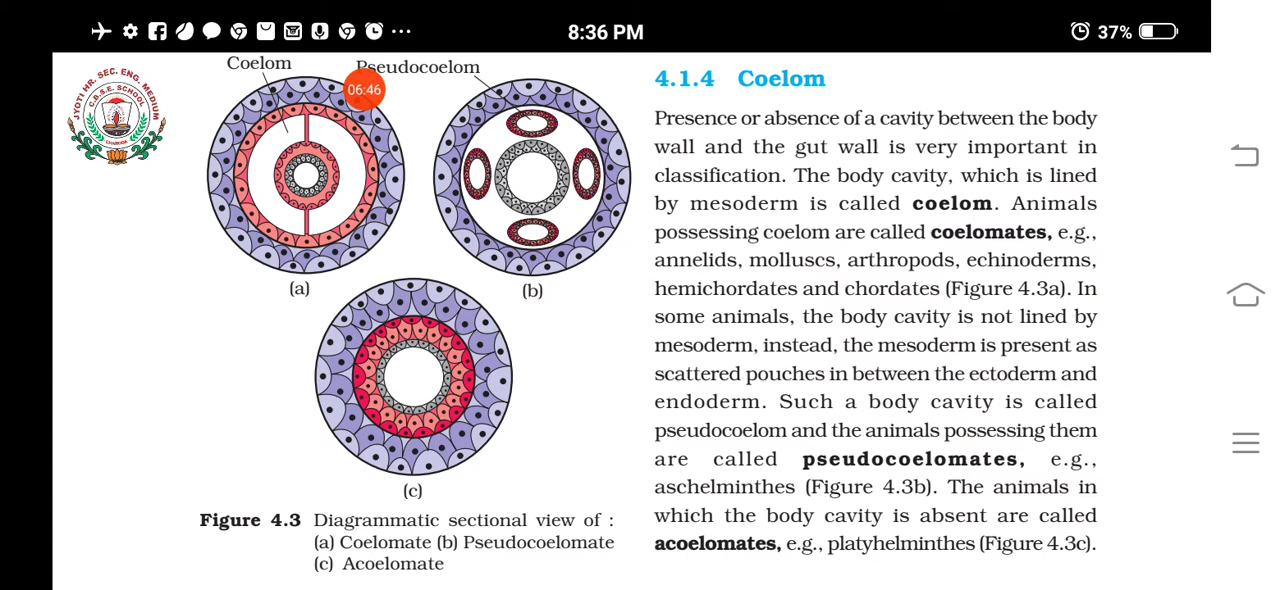 8:36 PM
37%
JYOTI HR. SEC. ENG. MEDIUM
C.B.S.E. SCHOOL
Coelom
Pseudocoelom
06:46
(a)
(b)
(c)
Figure 4.3 Diagrammatic sectional view of :
(a) Coelomate (b) Pseudocoelomate
(c) Acoelomate
4.1.4 Coelom
Presence or absence of a cavity between the body
wall and the gut wall is very important in
classification. The body cavity, which is lined
by mesoderm is called coelom. Animals
possessing coelom are called coelomates, e.g.,
annelids, molluscs, arthropods, echinoderms,
hemichordates and chordates (Figure 4.3a). In
some animals, the body cavity is not lined by
mesoderm, instead, the mesoderm is present as
scattered pouches in between the ectoderm and
endoderm. Such a body cavity is called
pseudocoelom and the animals possessing them
are called pseudocoelomates, e.g.,
aschelminthes (Figure 4.3b). The animals in
which the body cavity is absent are called
acoelomates, e.g., platyhelminthes (Figure 4.3c).